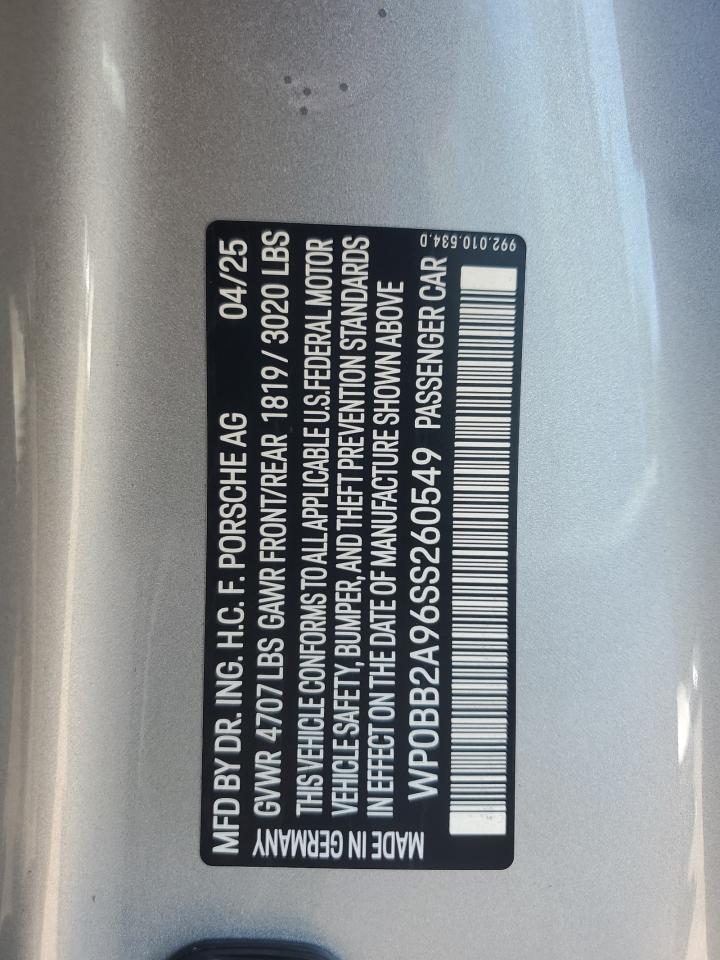 MFD BY DR. ING. H.C. F. PORSCHE AG 04/25
GVWR 4707 LBS GAWR FRONT/REAR 1819 / 3020 LBS
THIS VEHICLE CONFORMS TO ALL APPLICABLE U.S. FEDERAL MOTOR
VEHICLE SAFETY, BUMPER, AND THEFT PREVENTION STANDARDS
IN EFFECT ON THE DATE OF MANUFACTURE SHOWN ABOVE
WP0BB2A96SS260549 PASSENGER CAR
MADE IN GERMANY
992.010.534.D